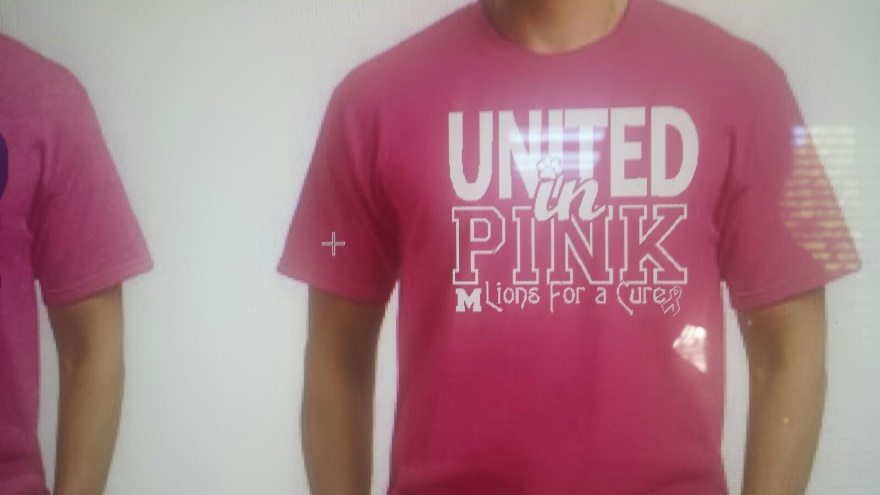 UNITED
in
PINK
M Lions For a Cure